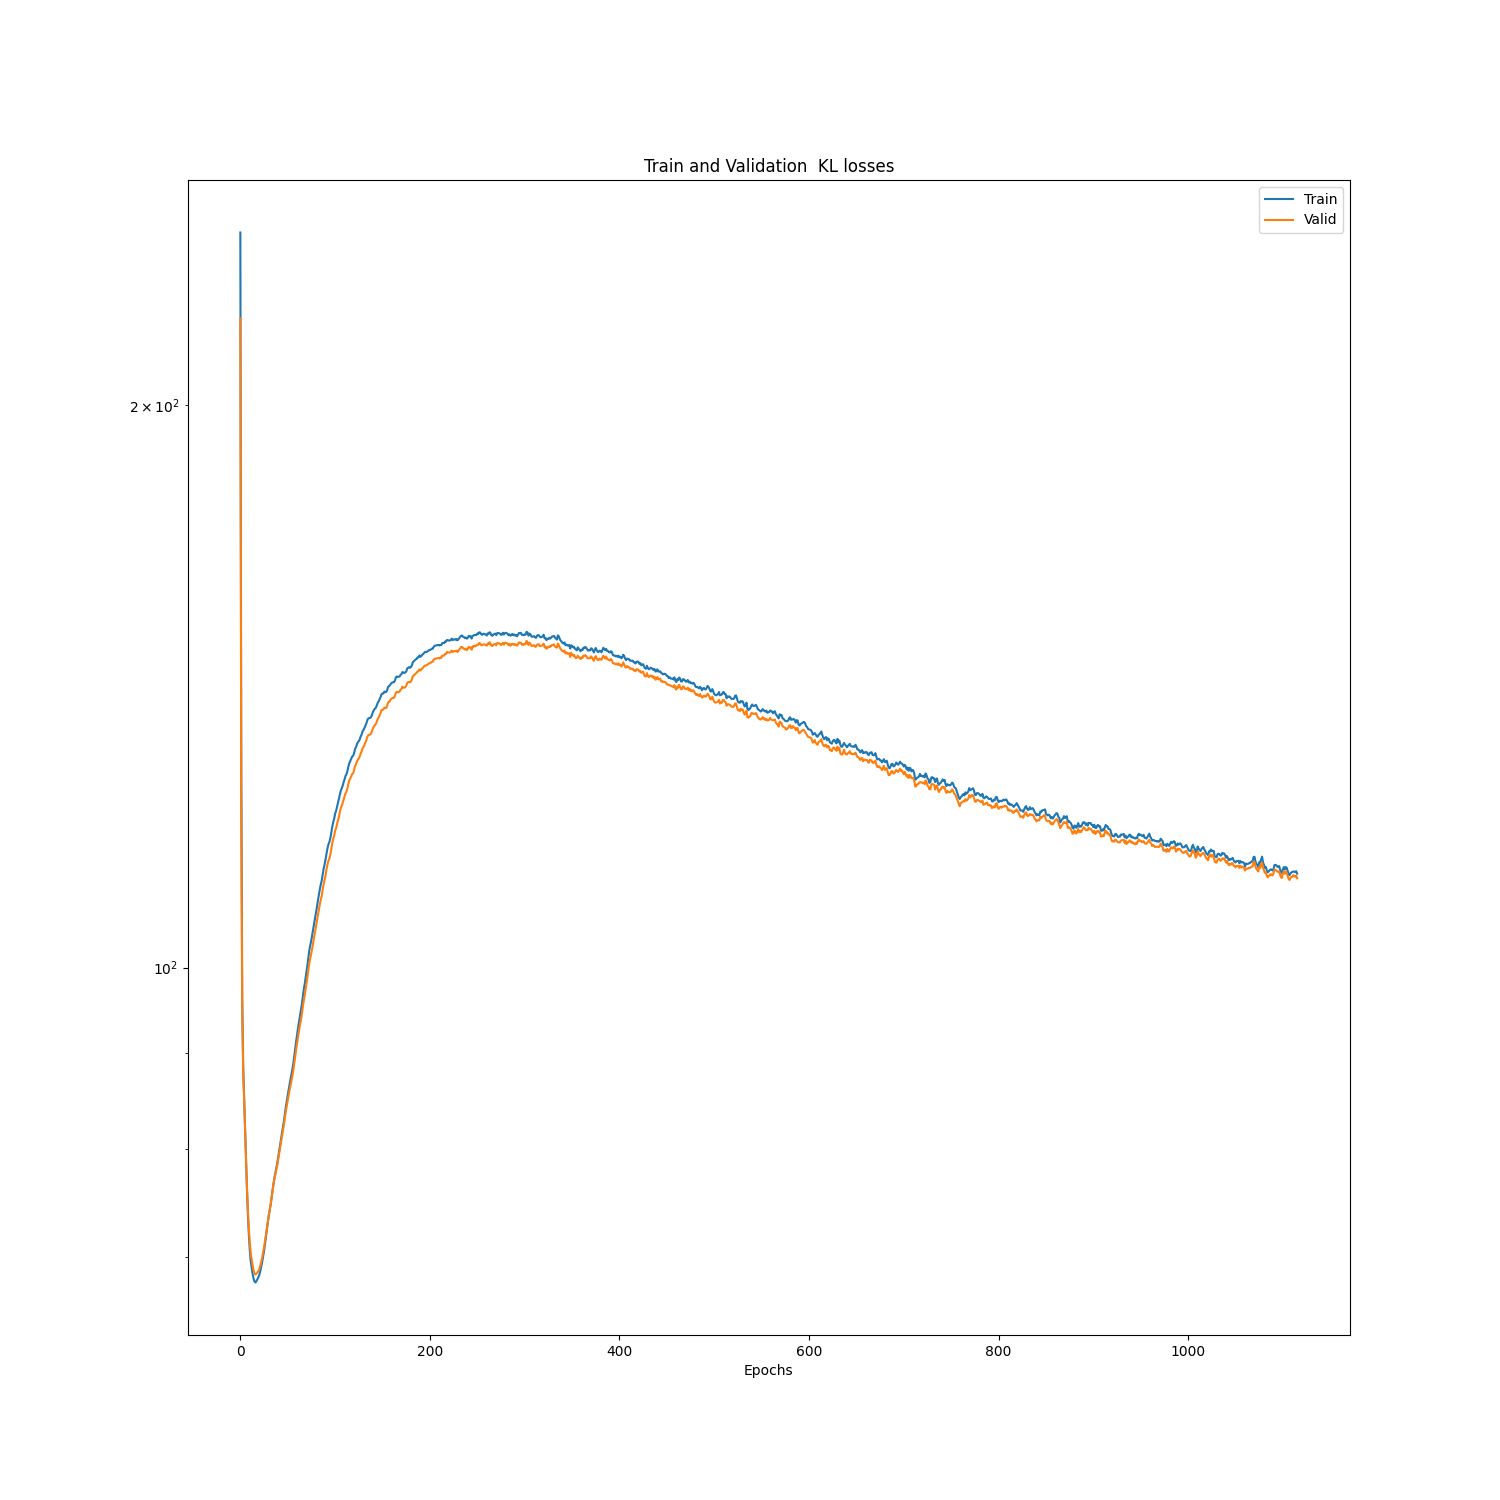 Train and Validation  KL losses
Train
Valid
2 × 10²
10²
0 200 400 600 800 1000
Epochs